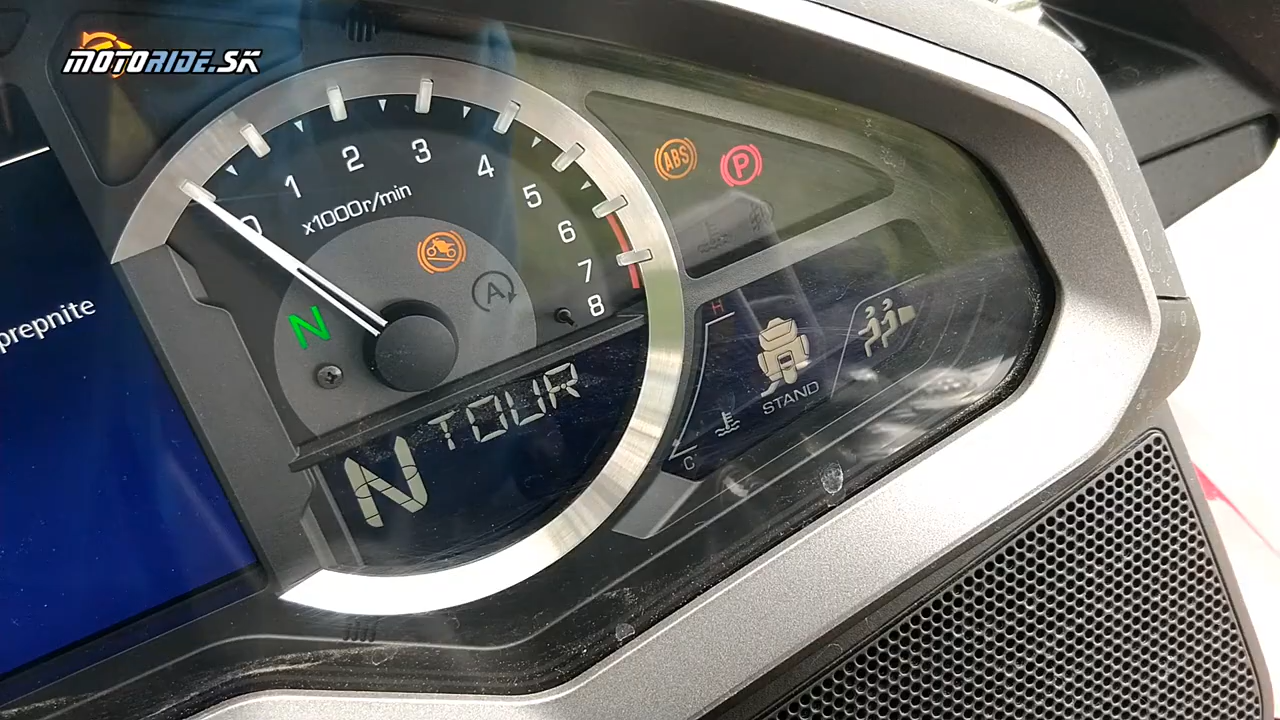 MOTORIDE.SK
0 1 2 3 4 5 6 7 8
x1000r/min
ABS
P
A
N
prepnite
H
STAND
TOUR
N
C